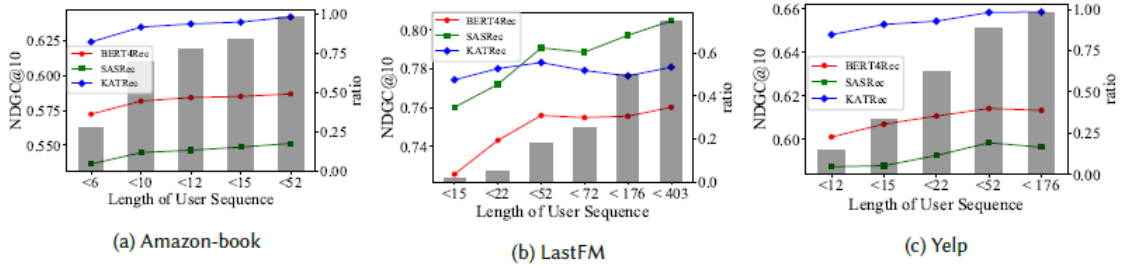 NDGC@10
0.625
0.600
0.575
0.550
BERT4Rec
SASRec
KATRec
1.00
0.75
0.50
0.25
0.00
ratio
<6 <10 <12 <15 <52
Length of User Sequence
(a) Amazon-book
NDGC@10
0.80
0.78
0.76
0.74
BERT4Rec
SASRec
KATRec
0.6
0.4
0.2
0.0
ratio
<15 <22 <52 < 72 < 176 < 403
Length of User Sequence
(b) LastFM
NDGC@10
0.66
0.64
0.62
0.60
BERT4Rec
SASRec
KATRec
1.00
0.75
0.50
0.25
0.00
ratio
<12 <15 <22 <52 < 176
Length of User Sequence
(c) Yelp